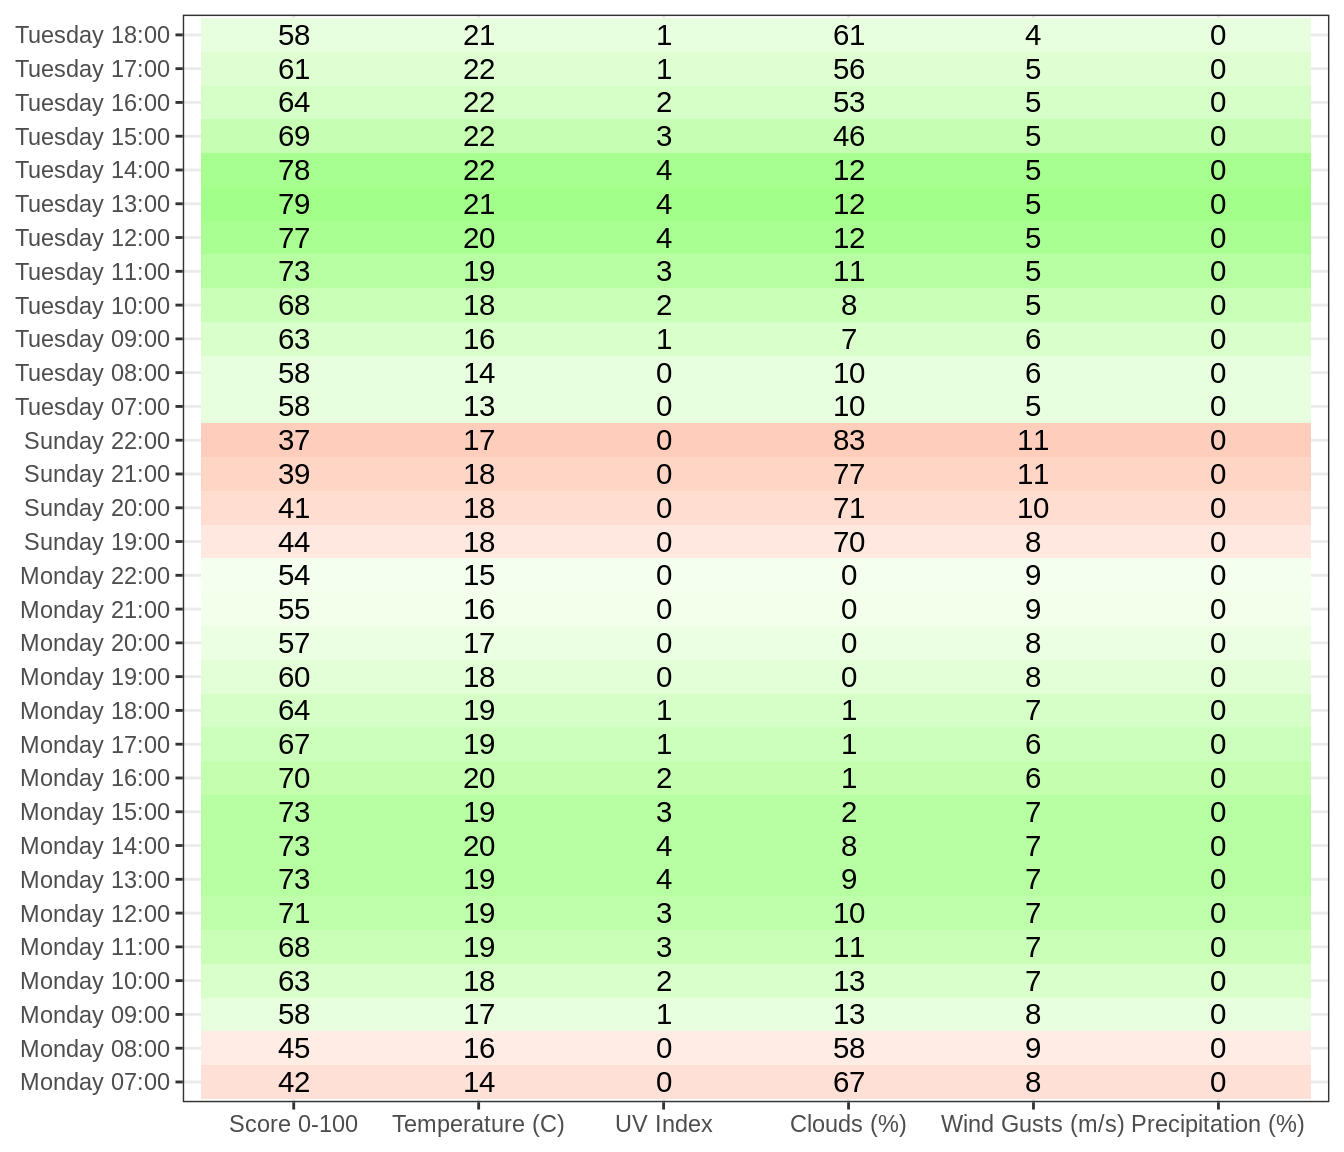 Tuesday 18:00 58 21 1 61 4 0
Tuesday 17:00 61 22 1 56 5 0
Tuesday 16:00 64 22 2 53 5 0
Tuesday 15:00 69 22 3 46 5 0
Tuesday 14:00 78 22 4 12 5 0
Tuesday 13:00 79 21 4 12 5 0
Tuesday 12:00 77 20 4 12 5 0
Tuesday 11:00 73 19 3 11 5 0
Tuesday 10:00 68 18 2 8 5 0
Tuesday 09:00 63 16 1 7 6 0
Tuesday 08:00 58 14 0 10 6 0
Tuesday 07:00 58 13 0 10 5 0
Sunday 22:00 37 17 0 83 11 0
Sunday 21:00 39 18 0 77 11 0
Sunday 20:00 41 18 0 71 10 0
Sunday 19:00 44 18 0 70 8 0
Monday 22:00 54 15 0 0 9 0
Monday 21:00 55 16 0 0 9 0
Monday 20:00 57 17 0 0 8 0
Monday 19:00 60 18 0 0 8 0
Monday 18:00 64 19 1 1 7 0
Monday 17:00 67 19 1 1 6 0
Monday 16:00 70 20 2 1 6 0
Monday 15:00 73 19 3 2 7 0
Monday 14:00 73 20 4 8 7 0
Monday 13:00 73 19 4 9 7 0
Monday 12:00 71 19 3 10 7 0
Monday 11:00 68 19 3 11 7 0
Monday 10:00 63 18 2 13 7 0
Monday 09:00 58 17 1 13 8 0
Monday 08:00 45 16 0 58 9 0
Monday 07:00 42 14 0 67 8 0
Score 0-100 Temperature (C) UV Index Clouds (%) Wind Gusts (m/s) Precipitation (%)